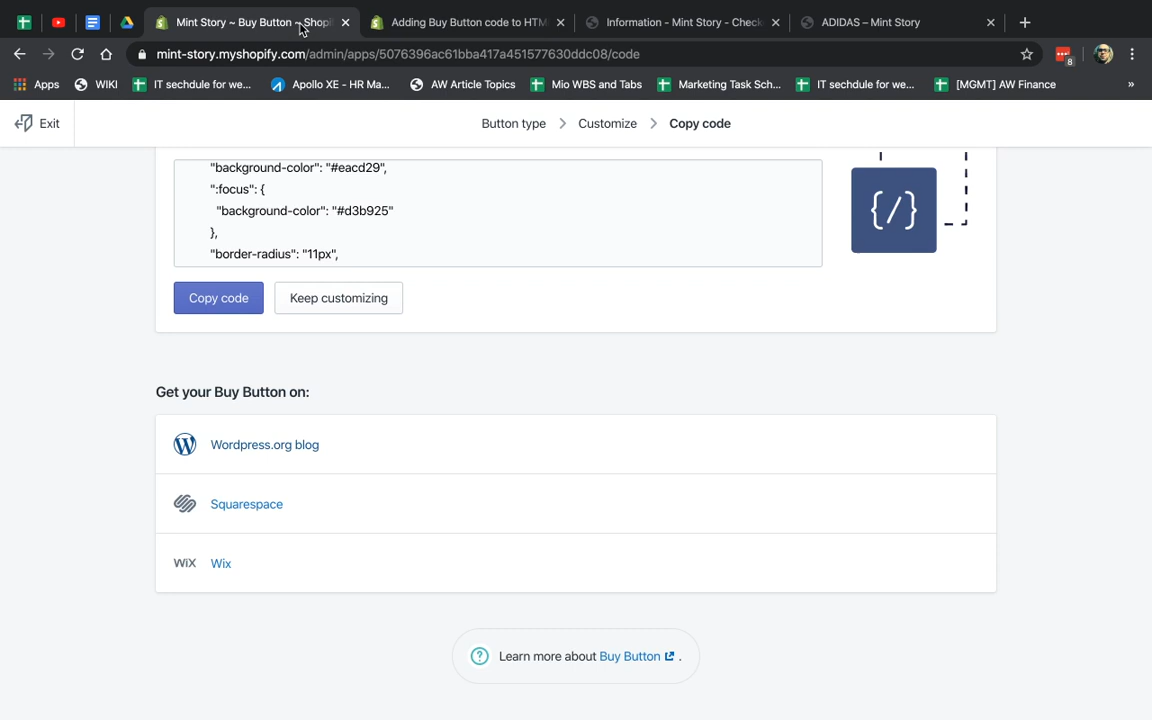 Mint Story ~ Buy Button ~ Shopi
Adding Buy Button code to HTM
Information - Mint Story - Check
ADIDAS – Mint Story
mint-story.myshopify.com/admin/apps/5076396ac61bba417a451577630ddc08/code
8
Apps
WIKI
IT sechdule for we...
Apollo XE - HR Ma...
AW Article Topics
Mio WBS and Tabs
Marketing Task Sch...
IT sechdule for we...
[MGMT] AW Finance
»
Exit
Button type > Customize > Copy code
"background-color": "#eacd29",
":focus": {
"background-color": "#d3b925"
},
"border-radius": "11px",
{/}
Copy code
Keep customizing
Get your Buy Button on:
Wordpress.org blog
Squarespace
WiX Wix
? Learn more about Buy Button .